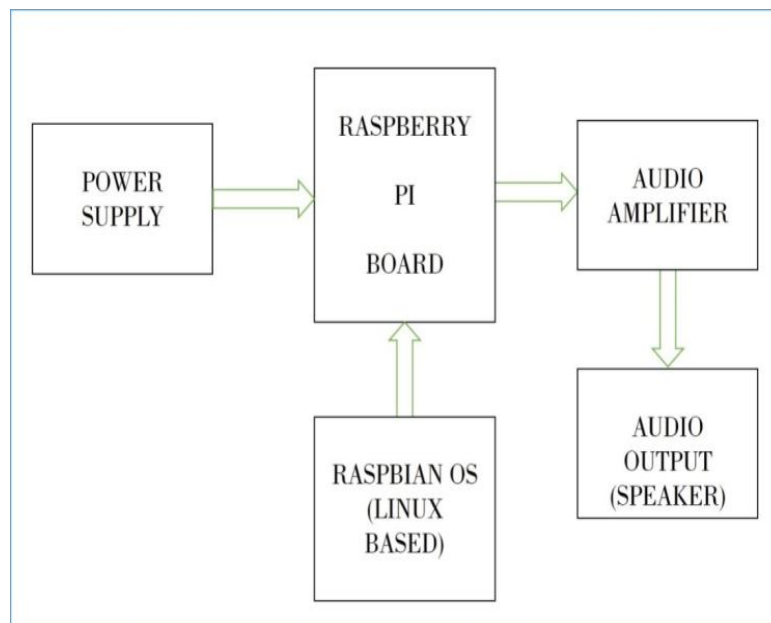 POWER
SUPPLY
RASPBERRY
PI
BOARD
AUDIO
AMPLIFIER
RASPBIAN OS
(LINUX
BASED)
AUDIO
OUTPUT
(SPEAKER)